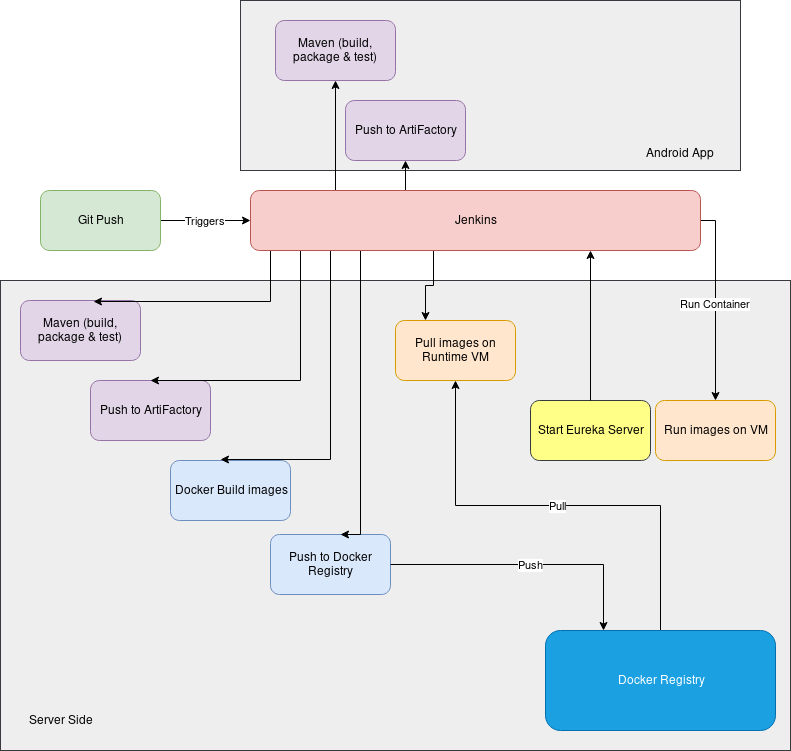 Maven (build,
package & test)
Push to ArtiFactory
Android App
Git Push
Triggers
Jenkins
Run Container
Maven (build,
package & test)
Pull images on
Runtime VM
Push to ArtiFactory
Start Eureka Server
Run images on VM
Docker Build images
Pull
Push to Docker
Registry
Push
Docker Registry
Server Side